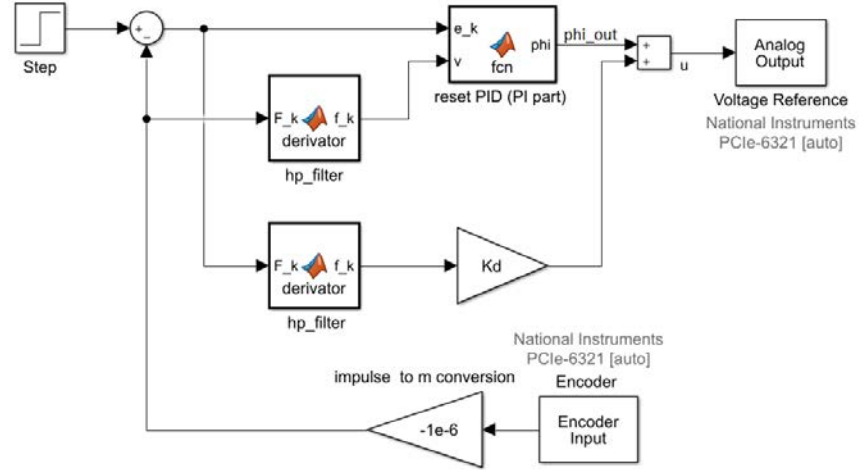 Step
+
−
e_k
v
phi
fcn
reset PID (PI part)
phi_out
+
+
u
Analog
Output
Voltage Reference
National Instruments
PCIe-6321 [auto]
F_k
f_k
derivator
hp_filter
F_k
f_k
derivator
hp_filter
Kd
National Instruments
PCIe-6321 [auto]
Encoder
impulse to m conversion
-1e-6
Encoder
Input